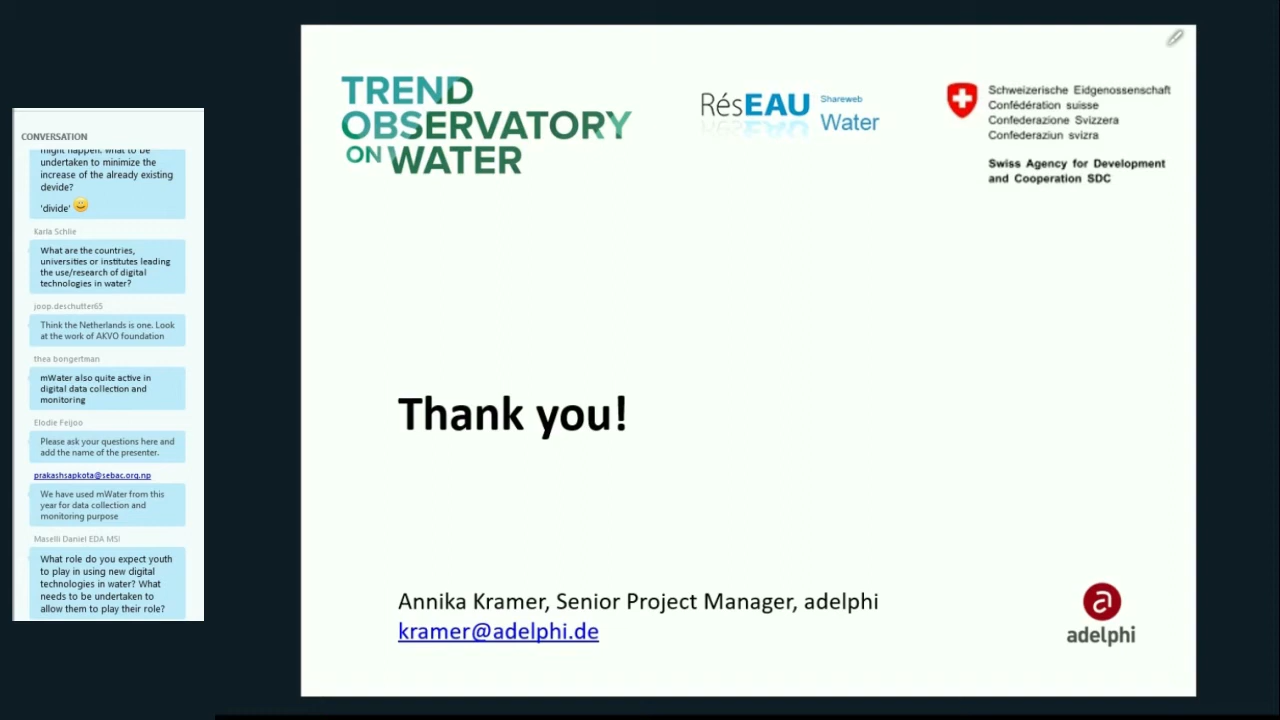 CONVERSATION
might happen. what to be
undertaken to minimize the
increase of the already existing
devide?
'divide'
Karla Schlie
What are the countries,
universities or institutes leading
the use/research of digital
technologies in water?
joop.deschutter65
Think the Netherlands is one. Look
at the work of AKVO foundation
thea bongertman
mWater also quite active in
digital data collection and
monitoring
Elodie Feijoo
Please ask your questions here and
add the name of the presenter.
prakashsapkota@sebac.org.np
We have used mWater from this
year for data collection and
monitoring purpose
Maselli Daniel EDA MSI
What role do you expect youth
to play in using new digital
technologies in water? What
needs to be undertaken to
allow them to play their role?
TREND
OBSERVATORY
ON WATER
RésEAU
Shareweb
Water
Schweizerische Eidgenossenschaft
Confédération suisse
Confederazione Svizzera
Confederaziun svizra
Swiss Agency for Development
and Cooperation SDC
Thank you!
Annika Kramer, Senior Project Manager, adelphi
kramer@adelphi.de
a
adelphi